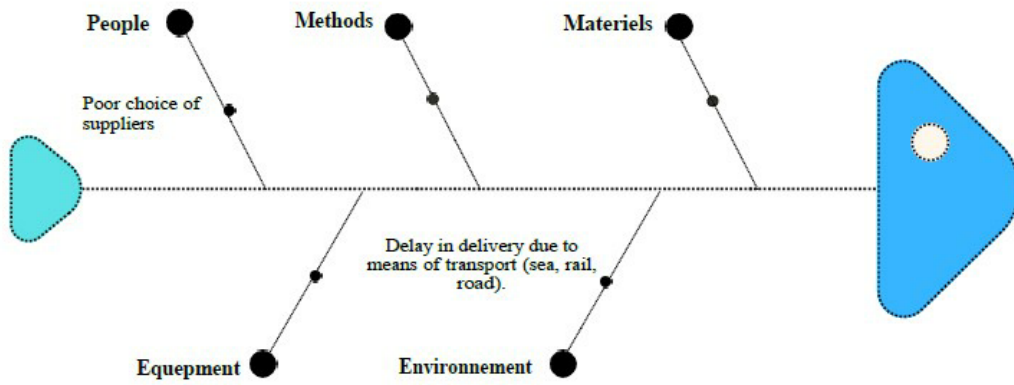 People
Methods
Materiels
Poor choice of
suppliers
Delay in delivery due to
means of transport (sea, rail,
road).
Equepment
Environnement